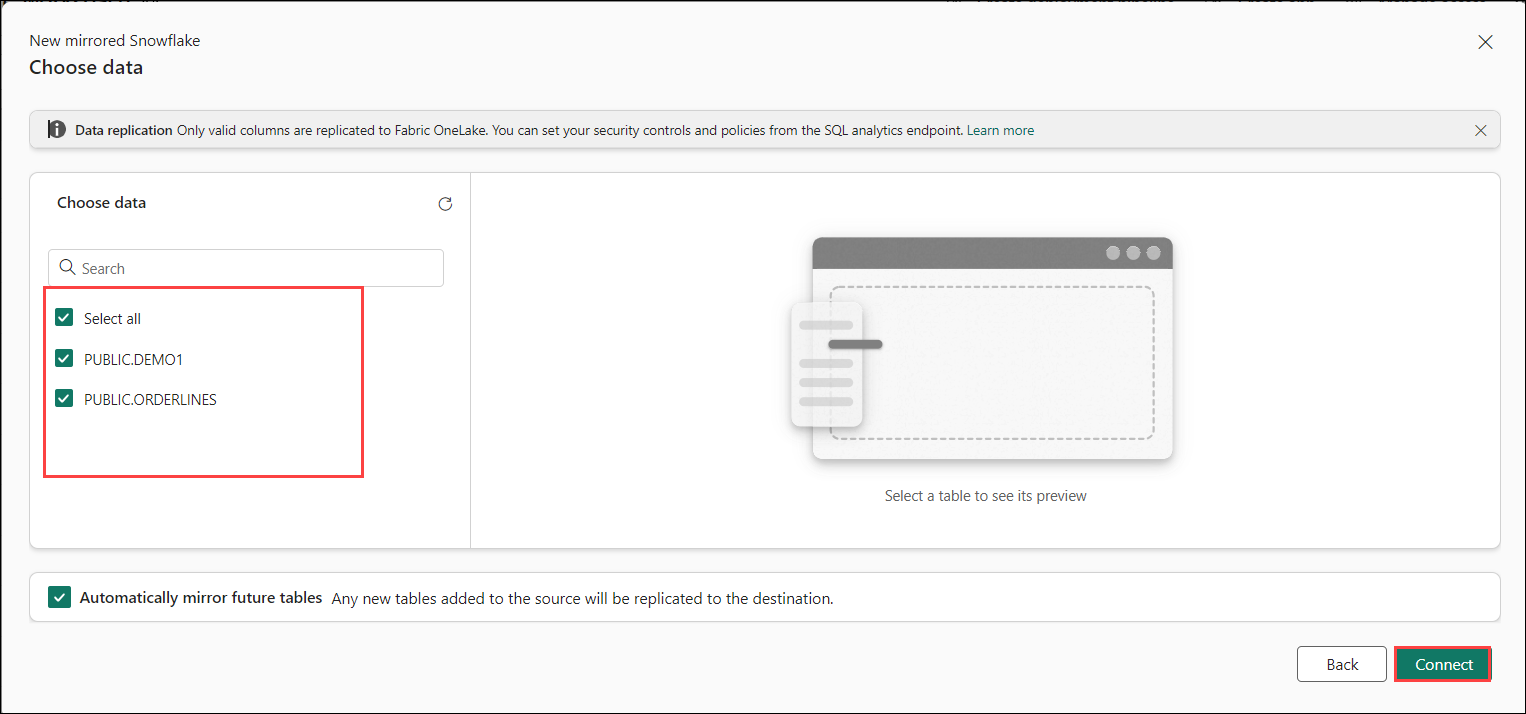 New mirrored Snowflake
Choose data
Data replication Only valid columns are replicated to Fabric OneLake. You can set your security controls and policies from the SQL analytics endpoint. Learn more
Choose data
Search
Select all
PUBLIC.DEMO1
PUBLIC.ORDERLINES
Select a table to see its preview
Automatically mirror future tables Any new tables added to the source will be replicated to the destination.
Back
Connect